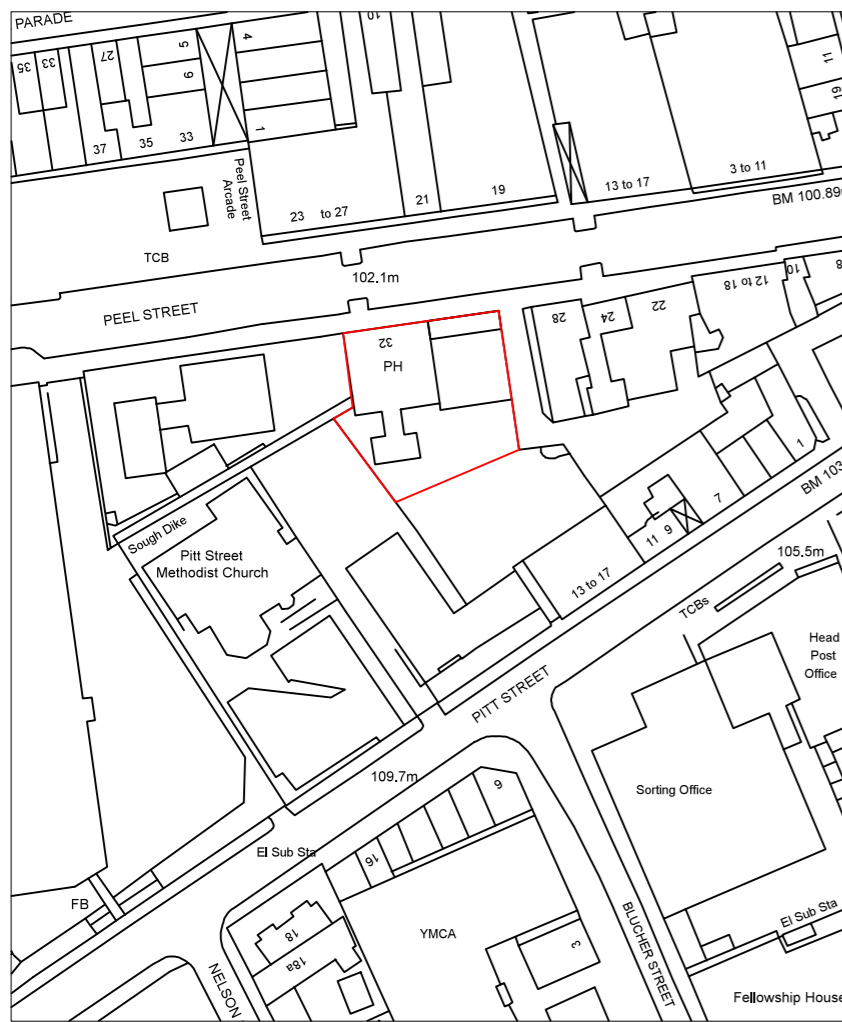 PARADE
35
33
27
5
6
4
10
11
19
37
35
33
1
Peel Street
Arcade
23 to 27
21
19
13 to 17
3 to 11
BM 100.89
TCB
102.1m
PEEL STREET
32
PH
28
24
22
12 to 18
10
8
Sough Dike
Pitt Street
Methodist Church
1
7
9
11
13 to 17
BM 103
105.5m
TCBs
PITT STREET
Head
Post
Office
Sorting Office
109.7m
9
16
El Sub Sta
FB
18
18a
YMCA
3
NELSON
BLUCHER STREET
El Sub Sta
Fellowship House